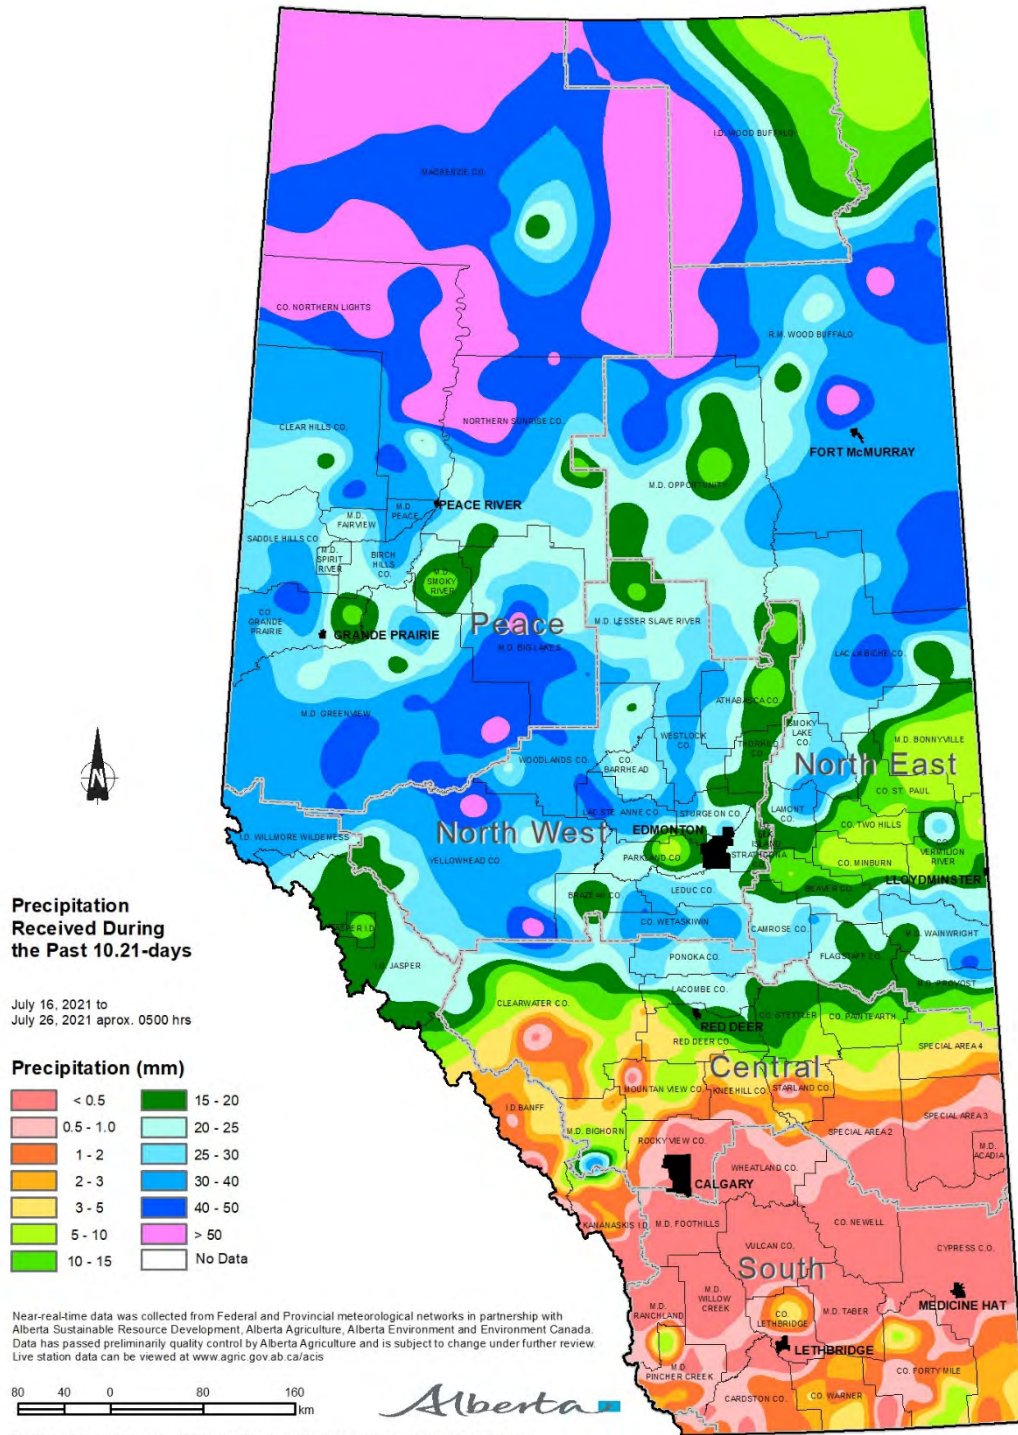 I.D. WOOD BUFFALO
MACKENZIE CO.
CO. NORTHERN LIGHTS
R.M. WOOD BUFFALO
NORTHERN SUNRISE CO.
CLEAR HILLS CO.
FORT McMURRAY
M.D. OPPORTUNITY
PEACE RIVER
M.D. PEACE
M.D. FAIRVIEW
SADDLE HILLS CO
M.D. SPIRIT RIVER
BIRCH HILLS CO.
M.D. SMOKY RIVER
CO. GRANDE PRAIRIE
GRANDE PRAIRIE
Peace
M.D. LESSER SLAVE RIVER
M.D. BIG LAKES
LAC LA BICHE CO.
ATHABASCA CO.
M.D. GREENVIEW
SMOKY LAKE CO.
WESTLOCK CO.
THORHILD CO.
M.D. BONNYVILLE
WOODLANDS CO.
CO. BARRHEAD
North East
CO. ST. PAUL
LAC STE ANNE CO.
STURGEON CO.
LAMONT CO.
I.D. WILLMORE WILDERNESS
North West
EDMONTON
CO. TWO HILLS
YELLOWHEAD CO.
PARKLAND CO.
ISLAND
STRATHCONA
CO. MINBURN
CO. VERMILION RIVER
LLOYDMINSTER
BRAZEAU CO.
LEDUC CO.
BEAVER CO.
JASPER I.D.
CO. WETASKIWIN
CAMROSE CO.
M.D. WAINWRIGHT
I.D. JASPER
PONOKA CO.
FLAGSTAFF CO.
M.D. PROVOST
CLEARWATER CO.
LACOMBE CO.
RED DEER
CO. STETTLER
CO. PAINTEARTH
RED DEER CO.
SPECIAL AREA 4
Central
MOUNTAN VIEW CO.
KNEEHILL CO.
STARLAND CO.
I.D. BANFF
SPECIAL AREA 3
M.D. BIGHORN
ROCKY VIEW CO.
SPECIAL AREA 2
M.D. ACADIA
WHEATLAND CO.
CALGARY
KANANASKIS I.D.
M.D. FOOTHILLS
CO. NEWELL
VULCAN CO.
CYPRESS C.O.
South
M.D. WILLOW CREEK
M.D. RANCHLAND
CO. LETHBRIDGE
M.D. TABER
MEDICINE HAT
LETHBRIDGE
M.D. PINCHER CREEK
CO. FORTY MILE
CARDSTON CO.
CO. WARNER
N
Precipitation
Received During
the Past 10.21-days
July 16, 2021 to
July 26, 2021 aprox. 0500 hrs
Precipitation (mm)
< 0.5
0.5 - 1.0
1 - 2
2 - 3
3 - 5
5 - 10
10 - 15
15 - 20
20 - 25
25 - 30
30 - 40
40 - 50
> 50
No Data
Near-real-time data was collected from Federal and Provincial meteorological networks in partnership with
Alberta Sustainable Resource Development, Alberta Agriculture, Alberta Environment and Environment Canada.
Data has passed preliminarily quality control by Alberta Agriculture and is subject to change under further review.
Live station data can be viewed at www.agric.gov.ab.ca/acis
80 40 0 80 160
km
Alberta